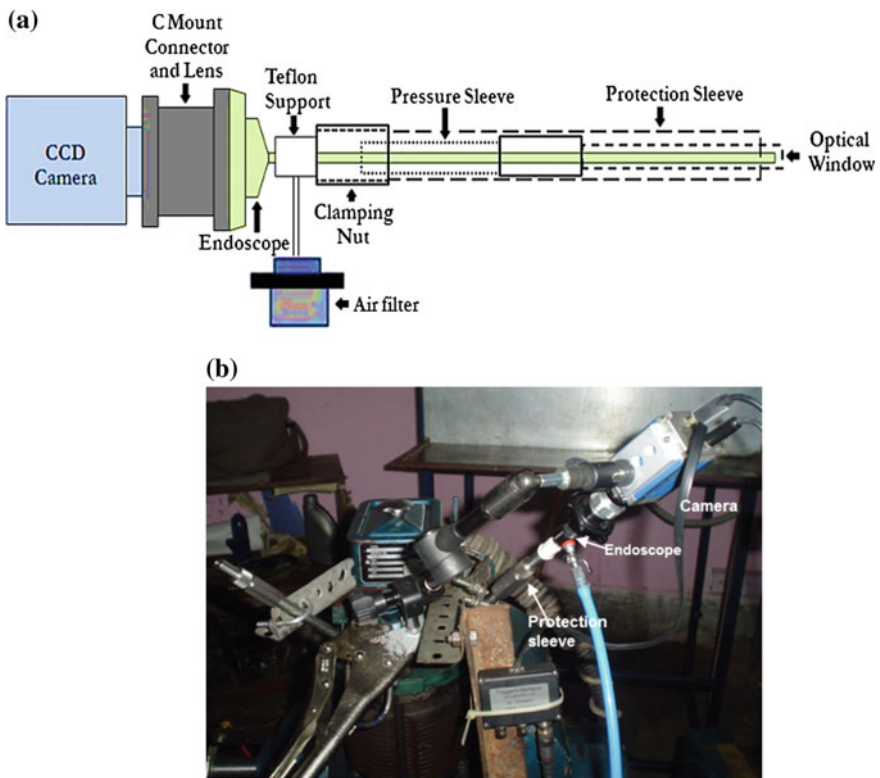 (a)
C Mount
Connector
and Lens
Teflon
Support
Pressure Sleeve
Protection Sleeve
CCD
Camera
Optical
Window
Clamping
Nut
Endoscope
Air filter
(b)
Camera
Endoscope
Protection
sleeve